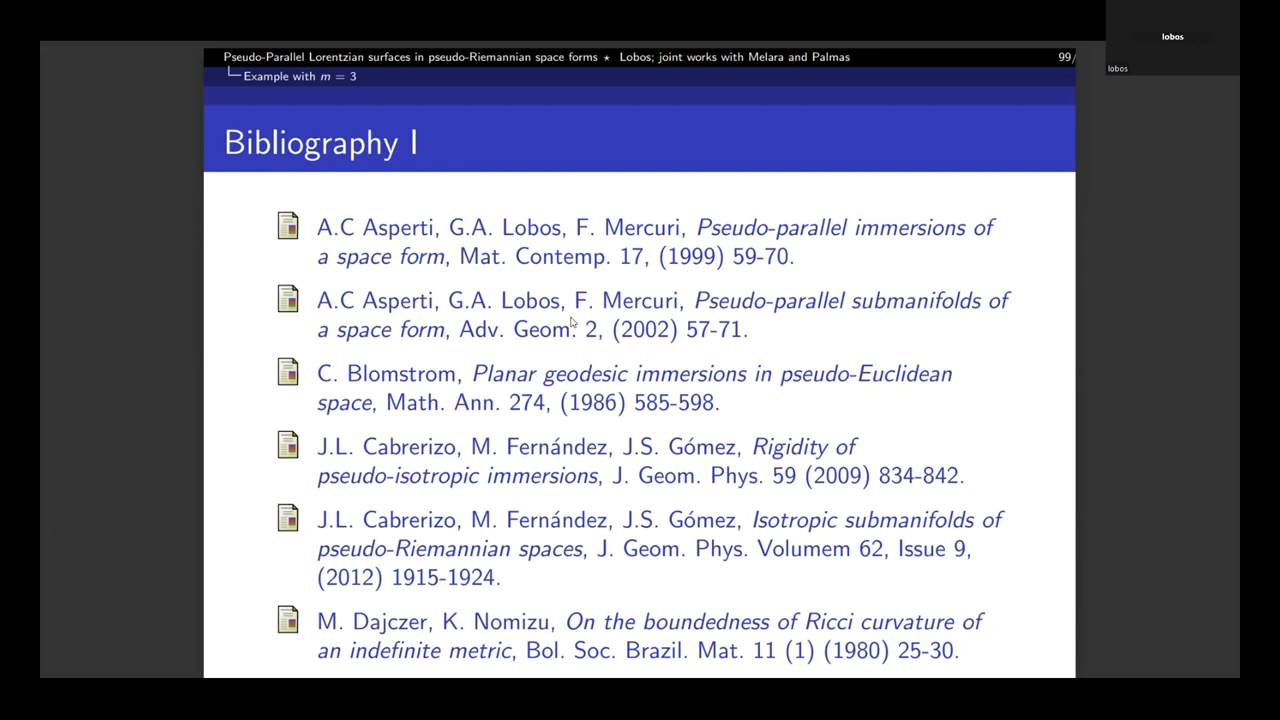 Pseudo-Parallel Lorentzian surfaces in pseudo-Riemannian space forms ⋆ Lobos; joint works with Melara and Palmas 99/
Example with m = 3
lobos
lobos
Bibliography I
A.C Asperti, G.A. Lobos, F. Mercuri, Pseudo-parallel immersions of
a space form, Mat. Contemp. 17, (1999) 59-70.
A.C Asperti, G.A. Lobos, F. Mercuri, Pseudo-parallel submanifolds of
a space form, Adv. Geom. 2, (2002) 57-71.
C. Blomstrom, Planar geodesic immersions in pseudo-Euclidean
space, Math. Ann. 274, (1986) 585-598.
J.L. Cabrerizo, M. Fernández, J.S. Gómez, Rigidity of
pseudo-isotropic immersions, J. Geom. Phys. 59 (2009) 834-842.
J.L. Cabrerizo, M. Fernández, J.S. Gómez, Isotropic submanifolds of
pseudo-Riemannian spaces, J. Geom. Phys. Volumem 62, Issue 9,
(2012) 1915-1924.
M. Dajczer, K. Nomizu, On the boundedness of Ricci curvature of
an indefinite metric, Bol. Soc. Brazil. Mat. 11 (1) (1980) 25-30.